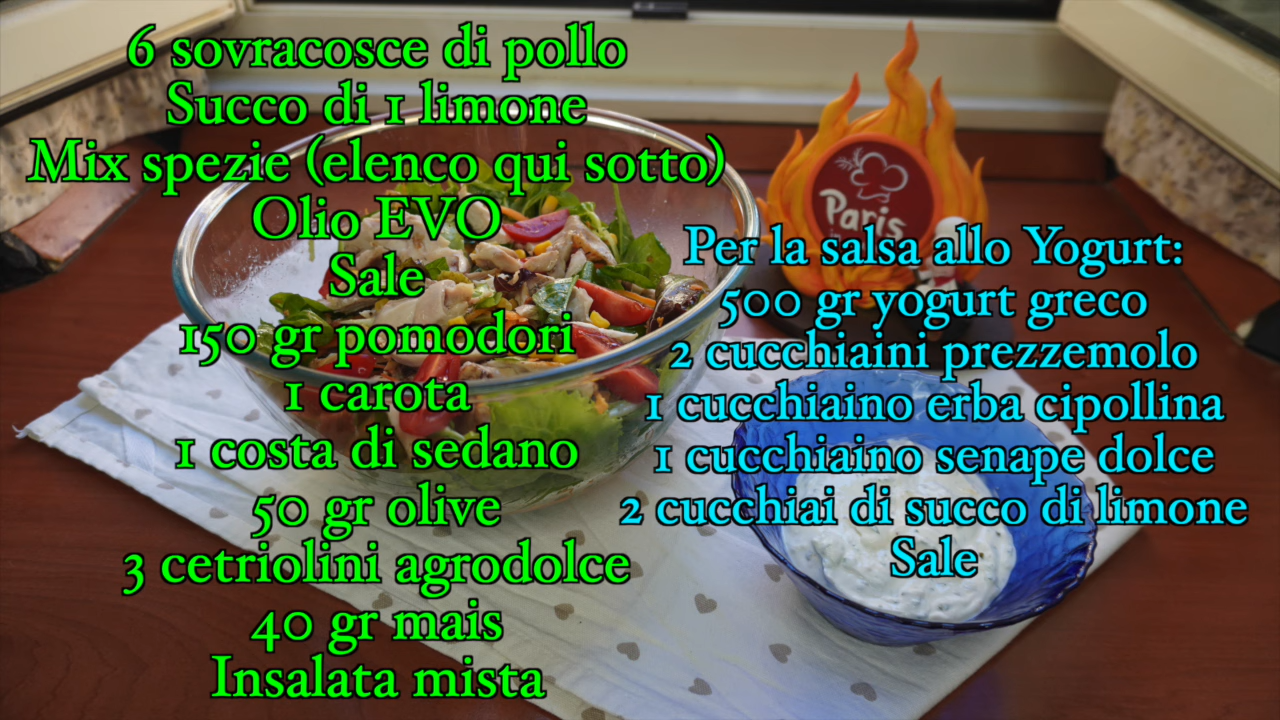 6 sovracosce di pollo
Succo di 1 limone
Mix spezie (elenco qui sotto)
Olio EVO
Sale
150 gr pomodori
1 carota
1 costa di sedano
50 gr olive
3 cetriolini agrodolce
40 gr mais
Insalata mista
Paris
Per la salsa allo Yogurt:
500 gr yogurt greco
2 cucchiaini prezzemolo
1 cucchiaino erba cipollina
1 cucchiaino senape dolce
2 cucchiai di succo di limone
Sale